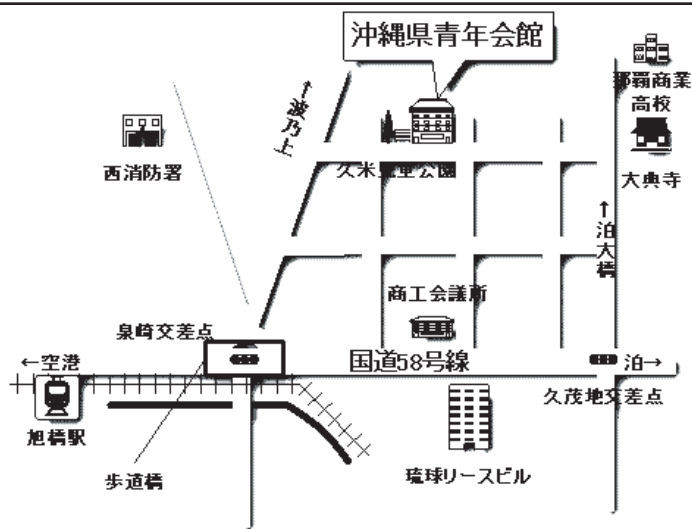 沖縄県青年会館
那覇商業
高校
↑波乃上
西消防署
久米児童公園
大典寺
↑泊大橋
商工会議所
泉崎交差点
←空港
国道58号線
泊→
久茂地交差点
旭橋駅
歩道橋
琉球リースビル